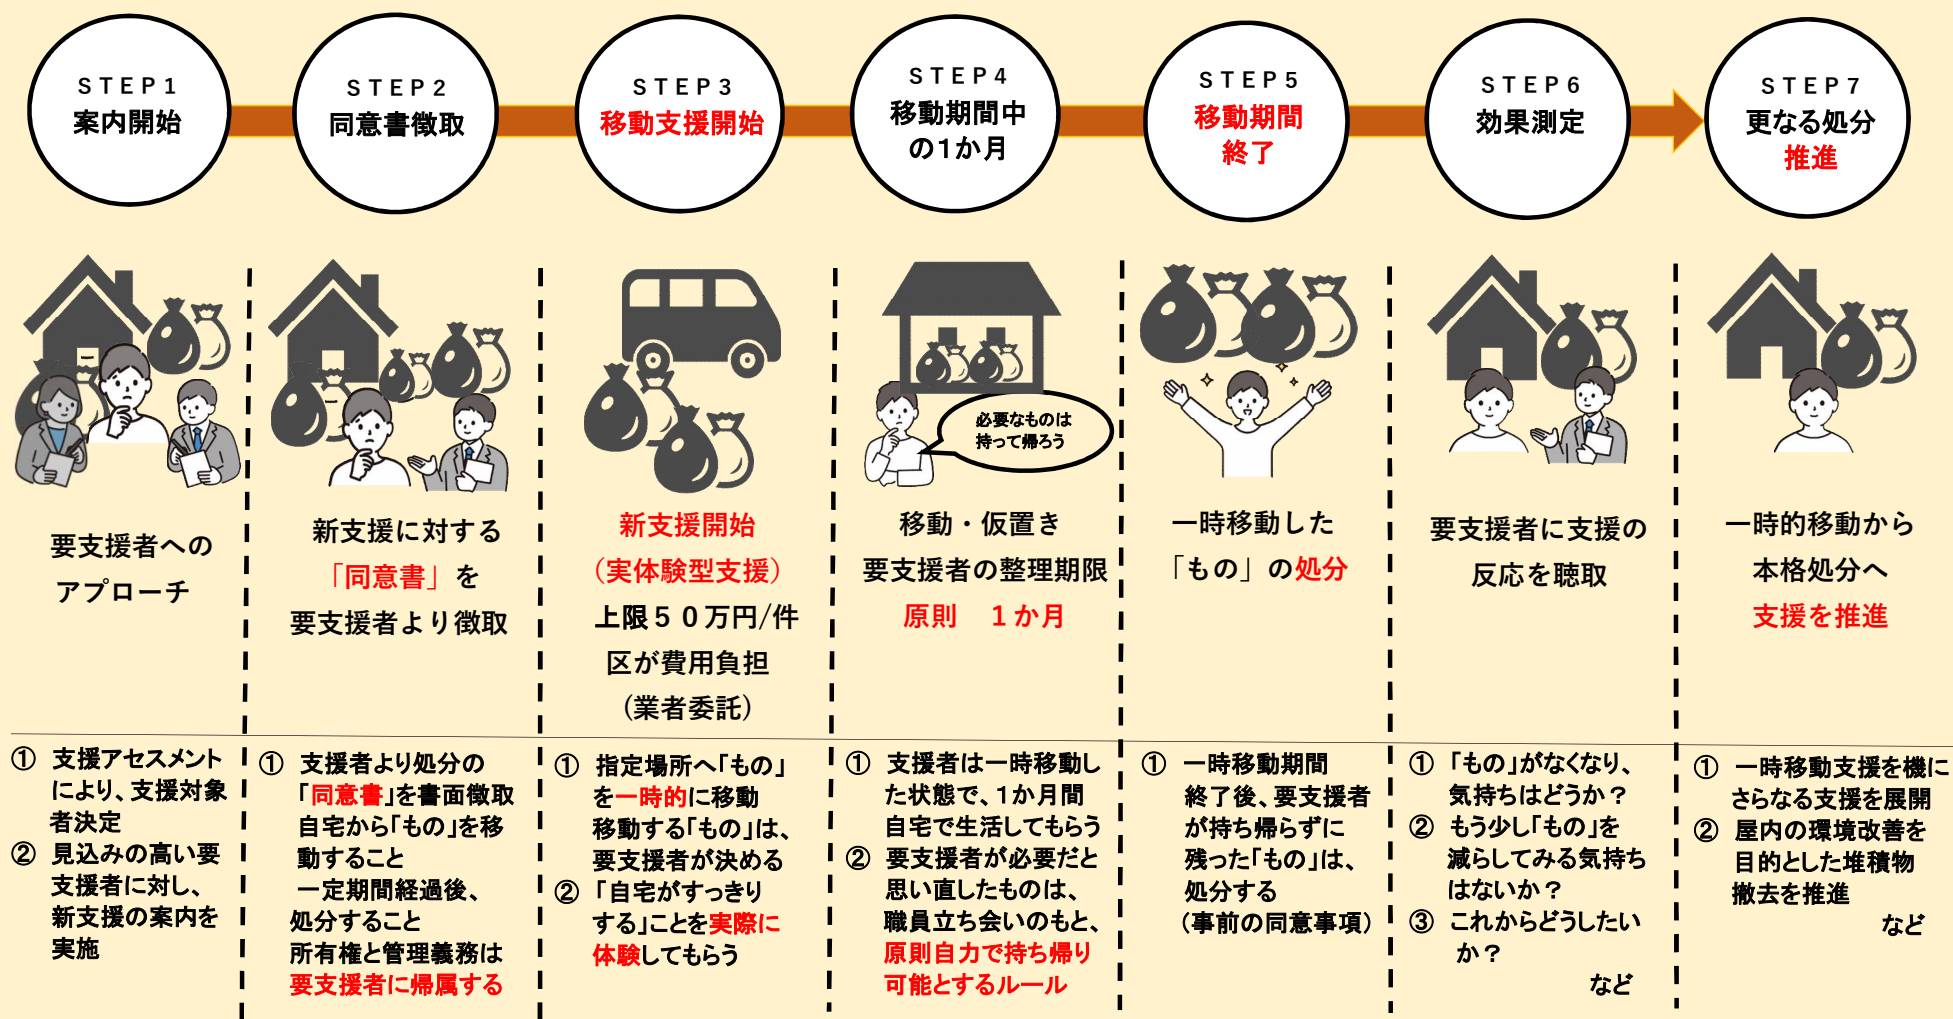 STEP1
案内開始
STEP2
同意書徴取
STEP3
移動支援開始
STEP4
移動期間中
の1か月
STEP5
移動期間
終了
STEP6
効果測定
STEP7
更なる処分
推進
必要なものは
持って帰ろう
要支援者への
アプローチ
新支援に対する
「同意書」を
要支援者より徴取
新支援開始
（実体験型支援）
上限５０万円/件
区が費用負担
（業者委託）
移動・仮置き
要支援者の整理期限
原則　１か月
一時移動した
「もの」の処分
要支援者に支援の
反応を聴取
一時的移動から
本格処分へ
支援を推進
① 支援アセスメント
により、支援対象
者決定
② 見込みの高い要
支援者に対し、
新支援の案内を
実施
① 支援者より処分の
「同意書」を書面徴取
自宅から「もの」を移
動すること
一定期間経過後、
処分すること
所有権と管理義務は
要支援者に帰属する
① 指定場所へ「もの」
を一時的に移動
移動する「もの」は、
要支援者が決める
② 「自宅がすっきり
する」ことを実際に
体験してもらう
① 支援者は一時移動し
た状態で、1か月間
自宅で生活してもらう
② 要支援者が必要だと
思い直したものは、
職員立ち会いのもと、
原則自力で持ち帰り
可能とするルール
① 一時移動期間
終了後、要支援者
が持ち帰らずに
残った「もの」は、
処分する
（事前の同意事項）
① 「もの」がなくなり、
気持ちはどうか？
② もう少し「もの」を
減らしてみる気持ち
はないか？
③ これからどうしたい
か？
など
① 一時移動支援を機に
さらなる支援を展開
② 屋内の環境改善を
目的とした堆積物
撤去を推進
など